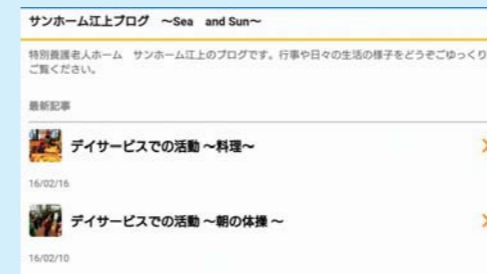 サンホーム江上ブログ　～Sea　and Sun～
特別養護老人ホーム　サンホーム江上のブログです。行事や日々の生活の様子をどうぞごゆっくり
ご覧ください。
最新記事
デイサービスでの活動 ～料理～
16/02/16
デイサービスでの活動 ～朝の体操 ～
16/02/10